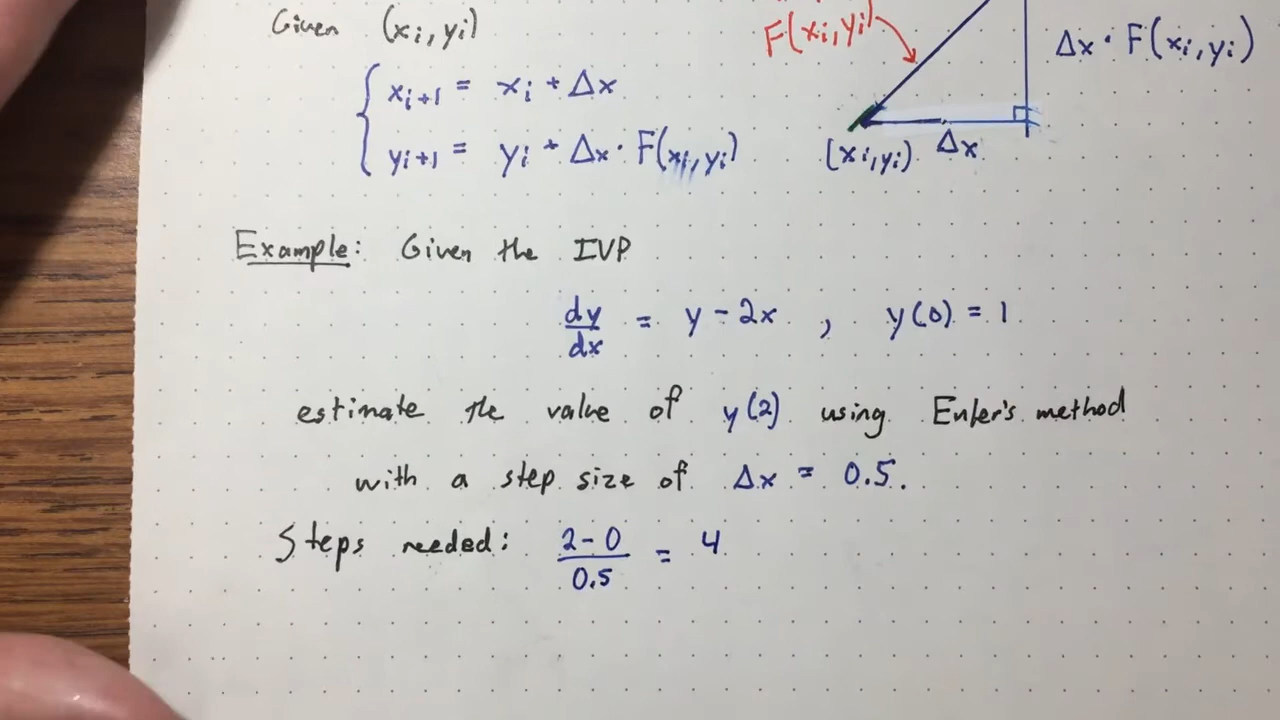 Given (xi, yi)
F(xi, yi)
Δx · F(xi, yi)
xi+1 = xi + Δx
yi+1 = yi + Δx · F(xi, yi)
(xi, yi) Δx
Example: Given the IVP
dy/dx = y - 2x , y(0) = 1
estimate the value of y(2) using Euler's method
with a step size of Δx = 0.5.
Steps needed: 2-0/0.5 = 4